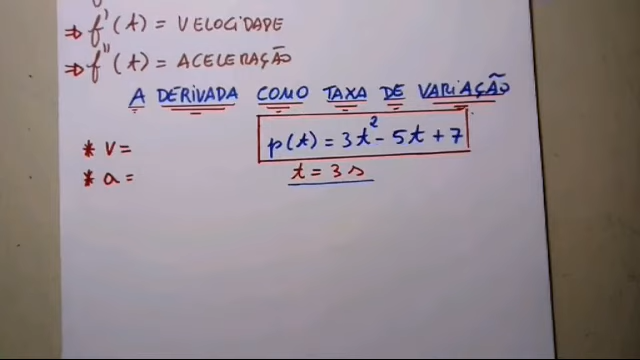 ⇒ f'(t) = VELOCIDADE
⇒ f''(t) = ACELERAÇÃO
A DERIVADA COMO TAXA DE VARIAÇÃO
* v =
p(t) = 3t² - 5t + 7
* a =
t = 3 s